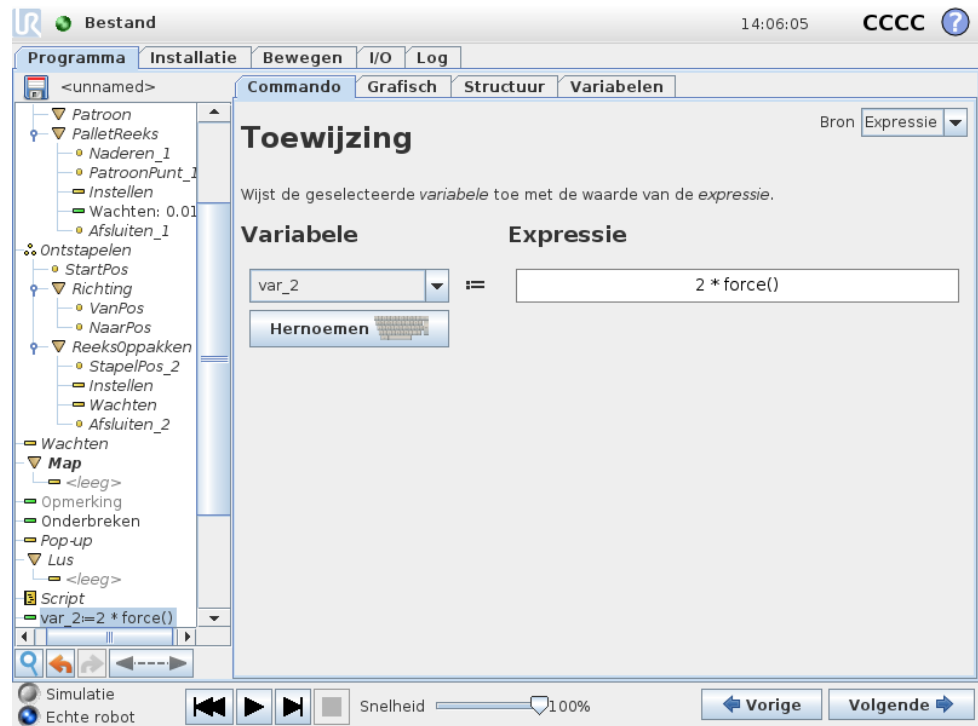 UR Bestand 14:06:05 CCCC ?
Programma Installatie Bewegen I/O Log
<unnamed>
Commando Grafisch Structuur Variabelen
Patroon
PalletReeks
Naderen_1
PatroonPunt_1
Instellen
Wachten: 0.01
Afsluiten_1
Ontstapelen
StartPos
Richting
VanPos
NaarPos
ReeksOppakken
StapelPos_2
Instellen
Wachten
Afsluiten_2
Wachten
Map
<leeg>
Opmerking
Onderbreken
Pop-up
Lus
<leeg>
Script
var_2:=2 * force()
Bron Expressie
Toewijzing
Wijst de geselecteerde variabele toe met de waarde van de expressie.
Variabele Expressie
var_2 := 2 * force()
Hernoemen
Simulatie
Echte robot
Snelheid 100%
Vorige Volgende